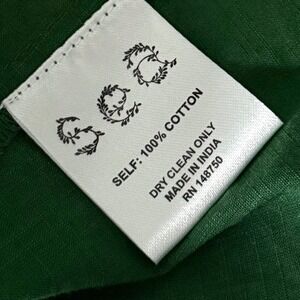 SELF: 100% COTTON
DRY CLEAN ONLY
MADE IN INDIA
RN 148750